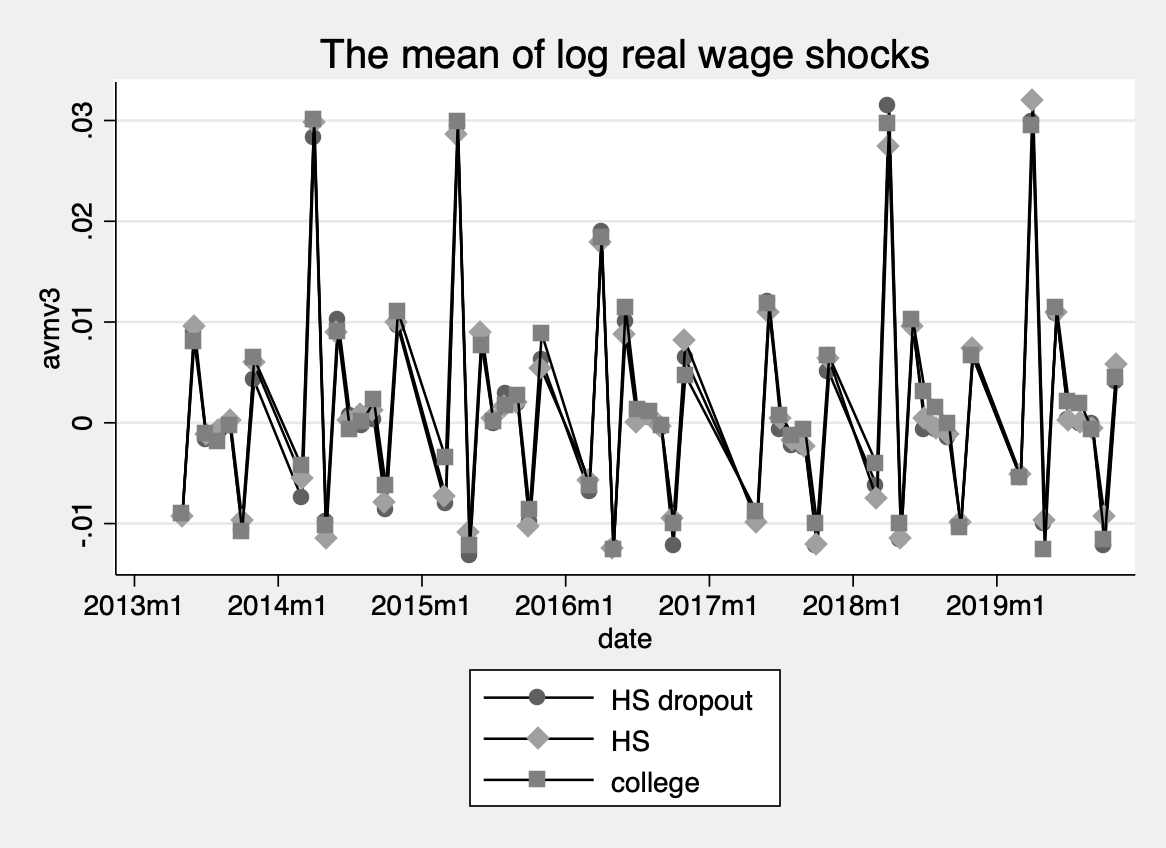 The mean of log real wage shocks
avmv3
.03
.02
.01
0
-.01
2013m1 2014m1 2015m1 2016m1 2017m1 2018m1 2019m1
date
HS dropout
HS
college